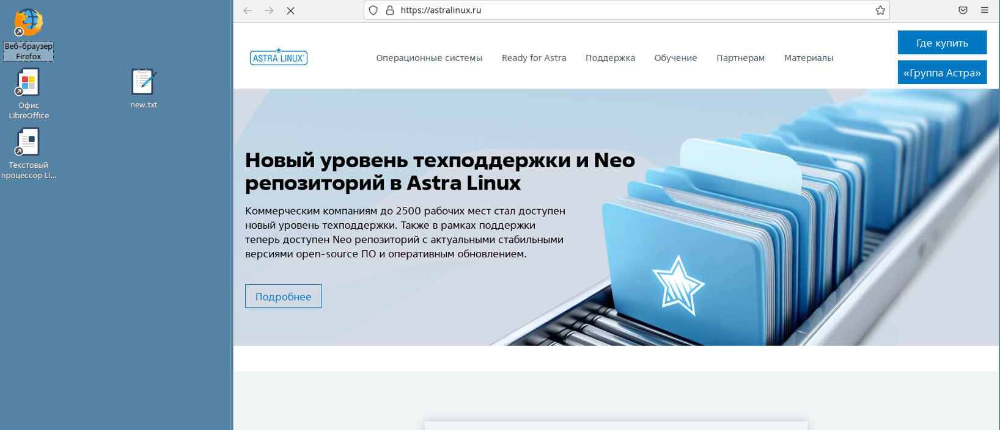 Веб-браузер
Firefox
Офис
LibreOffice
new.txt
Текстовый
процессор Li...
https://astralinux.ru
ASTRA LINUX
Операционные системы
Ready for Astra
Поддержка
Обучение
Партнерам
Материалы
Где купить
«Группа Астра»
Новый уровень техподдержки и Neo
репозиторий в Astra Linux
Коммерческим компаниям до 2500 рабочих мест стал доступен
новый уровень техподдержки. Также в рамках поддержки
теперь доступен Neo репозиторий с актуальными стабильными
версиями open-source ПО и оперативным обновлением.
Подробнее